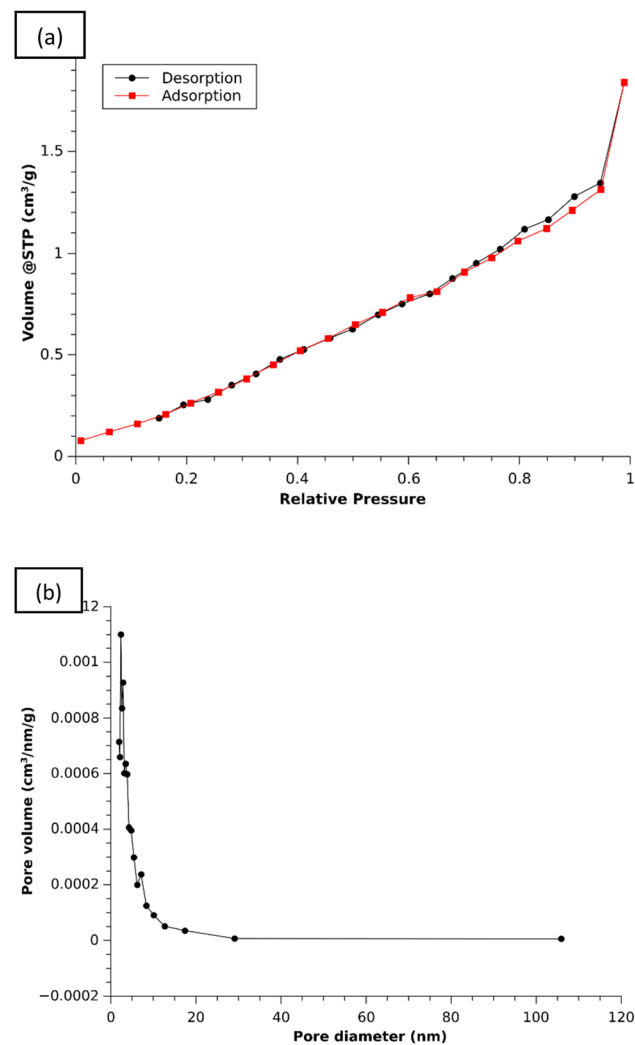 (a)
Desorption
Adsorption
Volume @STP (cm³/g)
1.5
1
0.5
0
0 0.2 0.4 0.6 0.8 1
Relative Pressure
(b)
12
0.001
0.0008
0.0006
0.0004
0.0002
0
−0.0002
Pore volume (cm³/nm/g)
0 20 40 60 80 100 120
Pore diameter (nm)